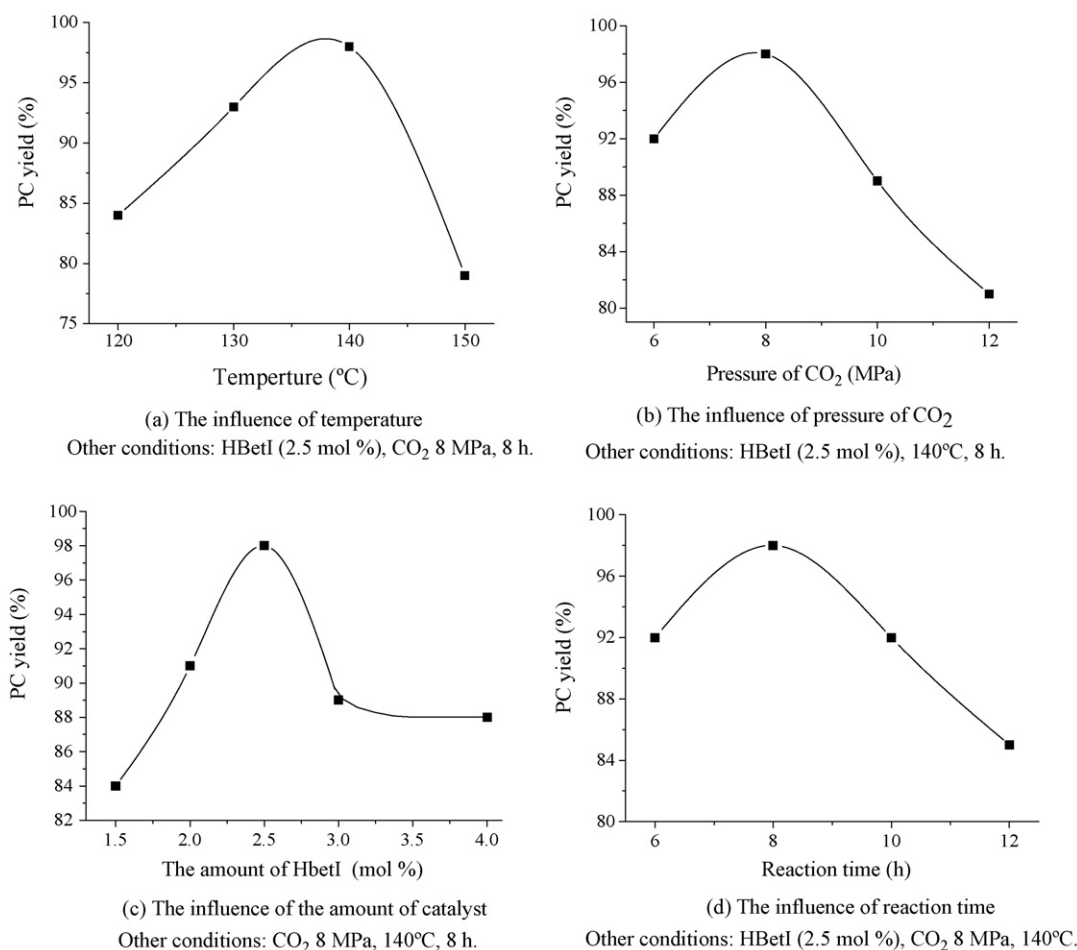 100
95
90
85
80
75
PC yield (%)
120 130 140 150
Temperture (ºC)
(a) The influence of temperature
Other conditions: HBetI (2.5 mol %), CO2 8 MPa, 8 h.
100
96
92
88
84
80
PC yield (%)
6 8 10 12
Pressure of CO2 (MPa)
(b) The influence of pressure of CO2
Other conditions: HBetI (2.5 mol %), 140ºC, 8 h.
100
98
96
94
92
90
88
86
84
82
PC yield (%)
1.5 2.0 2.5 3.0 3.5 4.0
The amount of HbetI (mol %)
(c) The influence of the amount of catalyst
Other conditions: CO2 8 MPa, 140ºC, 8 h.
100
96
92
88
84
80
PC yield (%)
6 8 10 12
Reaction time (h)
(d) The influence of reaction time
Other conditions: HBetI (2.5 mol %), CO2 8 MPa, 140ºC.